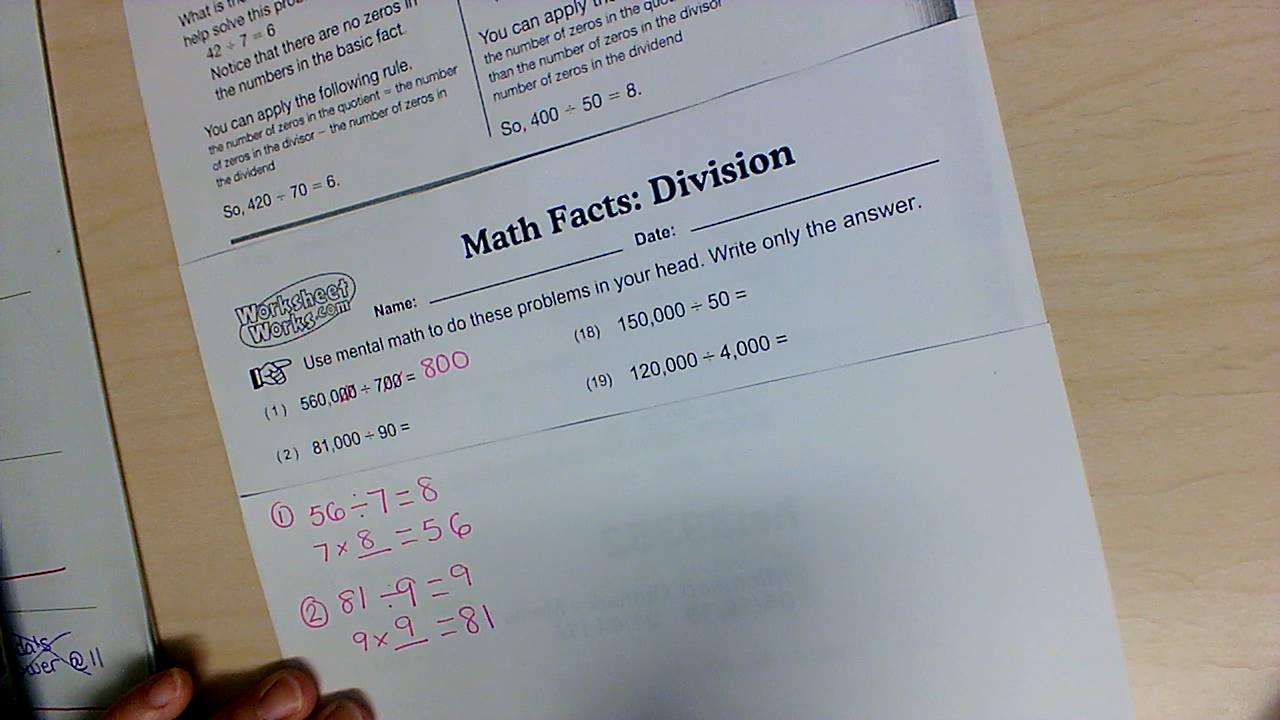 What is the
help solve this
42 ÷ 7 = 6
Notice that there are no zeros in
the numbers in the basic fact.
You can apply the following rule.
the number of zeros in the quotient = the number
of zeros in the divisor – the number of zeros in
the dividend
So, 420 ÷ 70 = 6.
You can apply
the number of zeros in the
than the number of zeros in the divisor
number of zeros in the dividend
So, 400 ÷ 50 = 8.
Math Facts: Division
Worksheet
Works.com
Name:
Date:
Use mental math to do these problems in your head. Write only the answer.
(1) 560,000 ÷ 700 = 800
(18) 150,000 ÷ 50 =
(2) 81,000 ÷ 90 =
(19) 120,000 ÷ 4,000 =
① 56 ÷ 7 = 8
7 × 8 = 56
② 81 ÷ 9 = 9
9 × 9 = 81
@ 11